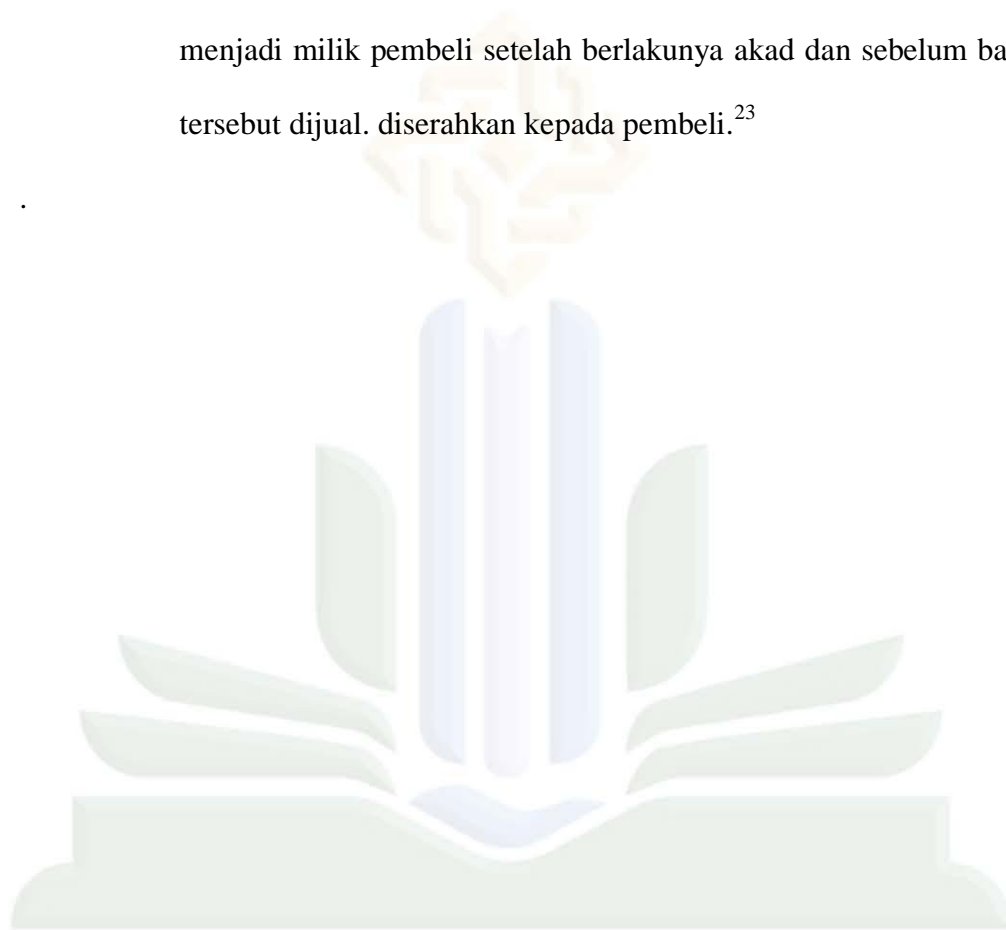 menjadi milik pembeli setelah berlakunya akad dan sebelum ba
tersebut dijual. diserahkan kepada pembeli.23
.